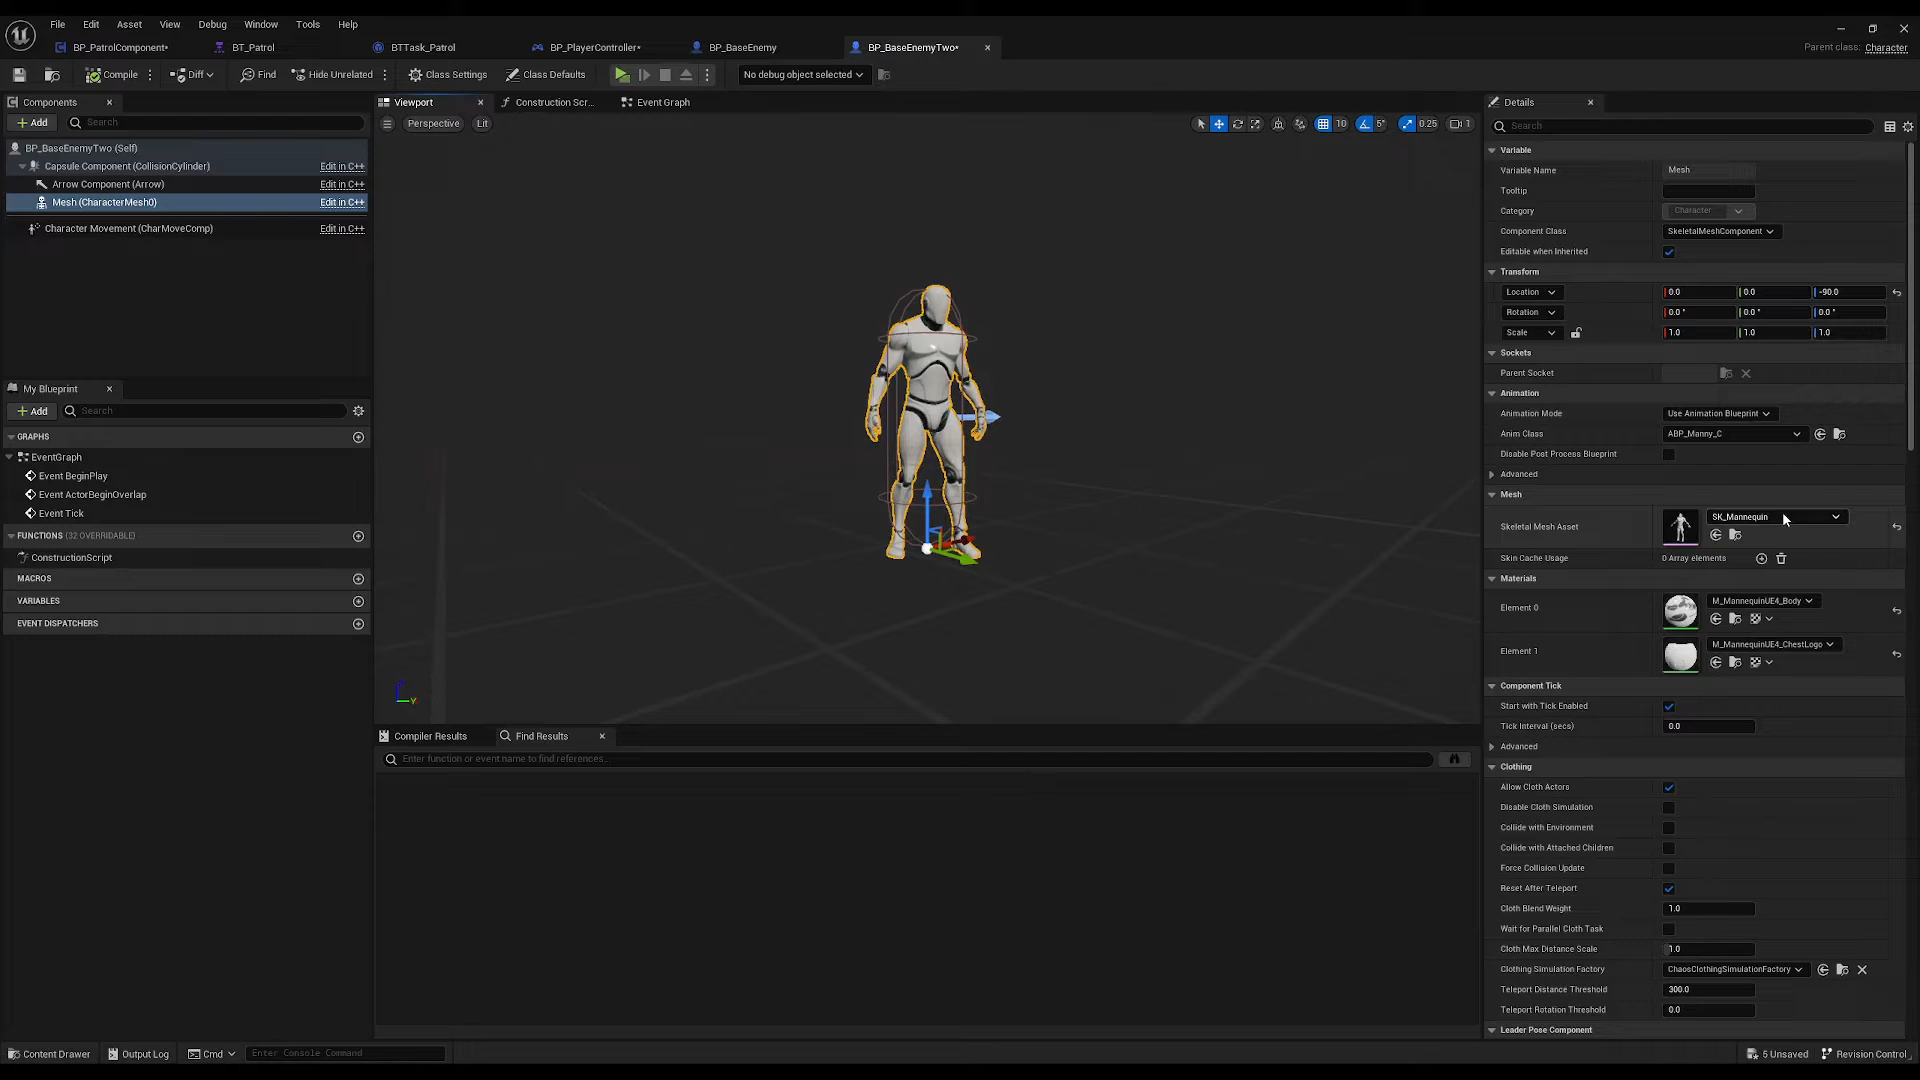 File Edit Asset View Debug Window Tools Help
BP_PatrolComponent* BT_Patrol BTTask_Patrol BP_PlayerController* BP_BaseEnemy BP_BaseEnemyTwo* Parent class: Character
Compile Diff Find Hide Unrelated Class Settings Class Defaults No debug object selected
Components
Add Search
BP_BaseEnemyTwo (Self)
Capsule Component (CollisionCylinder) Edit in C++
Arrow Component (Arrow) Edit in C++
Mesh (CharacterMesh0) Edit in C++
Character Movement (CharMoveComp) Edit in C++
My Blueprint
Add Search
GRAPHS
EventGraph
Event BeginPlay
Event ActorBeginOverlap
Event Tick
FUNCTIONS (32 OVERRIDABLE)
ConstructionScript
MACROS
VARIABLES
EVENT DISPATCHERS
Viewport Construction Scr... Event Graph
Perspective Lit 10 5° 0.25 1
Y
Compiler Results Find Results
Enter function or event name to find references...
Details
Search
Variable
Variable Name Mesh
Tooltip
Category Character
Component Class SkeletalMeshComponent
Editable when Inherited
Transform
Location 0.0 0.0 -90.0
Rotation 0.0 ° 0.0 ° 0.0 °
Scale 1.0 1.0 1.0
Sockets
Parent Socket
Animation
Animation Mode Use Animation Blueprint
Anim Class ABP_Manny_C
Disable Post Process Blueprint
Advanced
Mesh
Skeletal Mesh Asset SK_Mannequin
Skin Cache Usage 0 Array elements
Materials
Element 0 M_MannequinUE4_Body
Element 1 M_MannequinUE4_ChestLogo
Component Tick
Start with Tick Enabled
Tick Interval (secs) 0.0
Advanced
Clothing
Allow Cloth Actors
Disable Cloth Simulation
Collide with Environment
Collide with Attached Children
Force Collision Update
Reset After Teleport
Cloth Blend Weight 1.0
Wait for Parallel Cloth Task
Cloth Max Distance Scale 1.0
Clothing Simulation Factory ChaosClothingSimulationFactory
Teleport Distance Threshold 300.0
Teleport Rotation Threshold 0.0
Leader Pose Component
Content Drawer Output Log Cmd Enter Console Command 5 Unsaved Revision Control